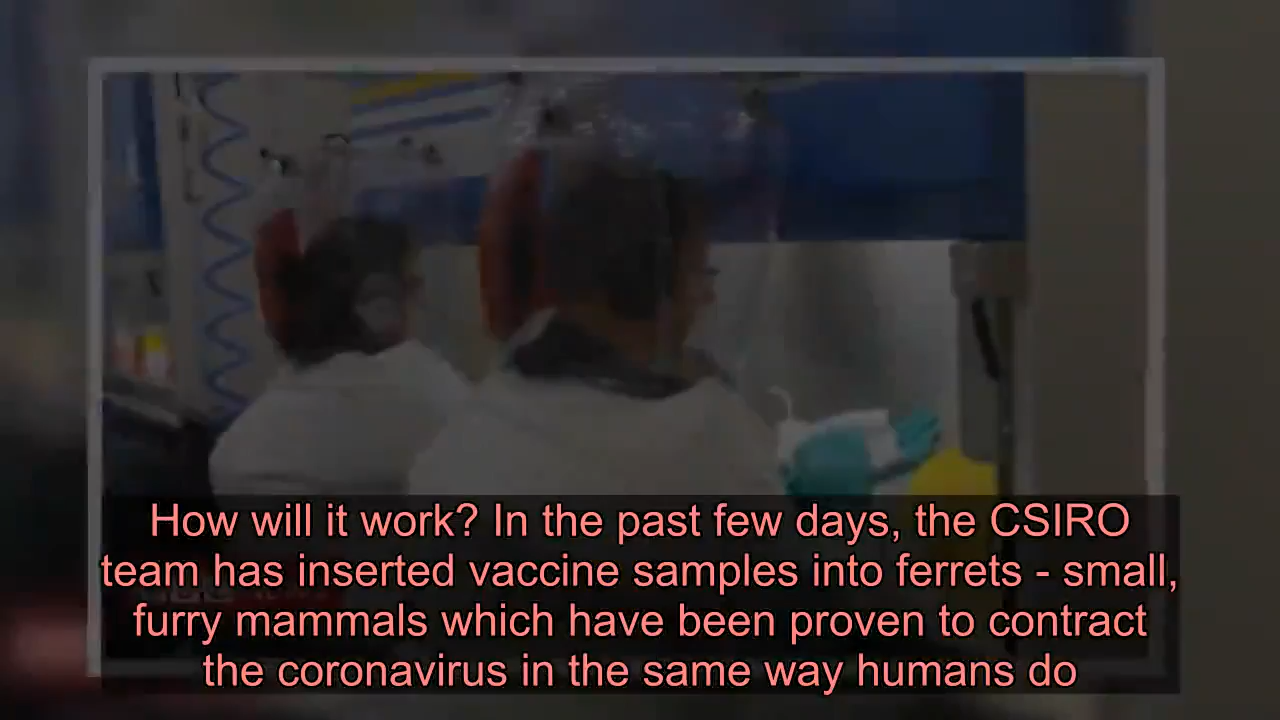 How will it work? In the past few days, the CSIRO
team has inserted vaccine samples into ferrets - small,
furry mammals which have been proven to contract
the coronavirus in the same way humans do